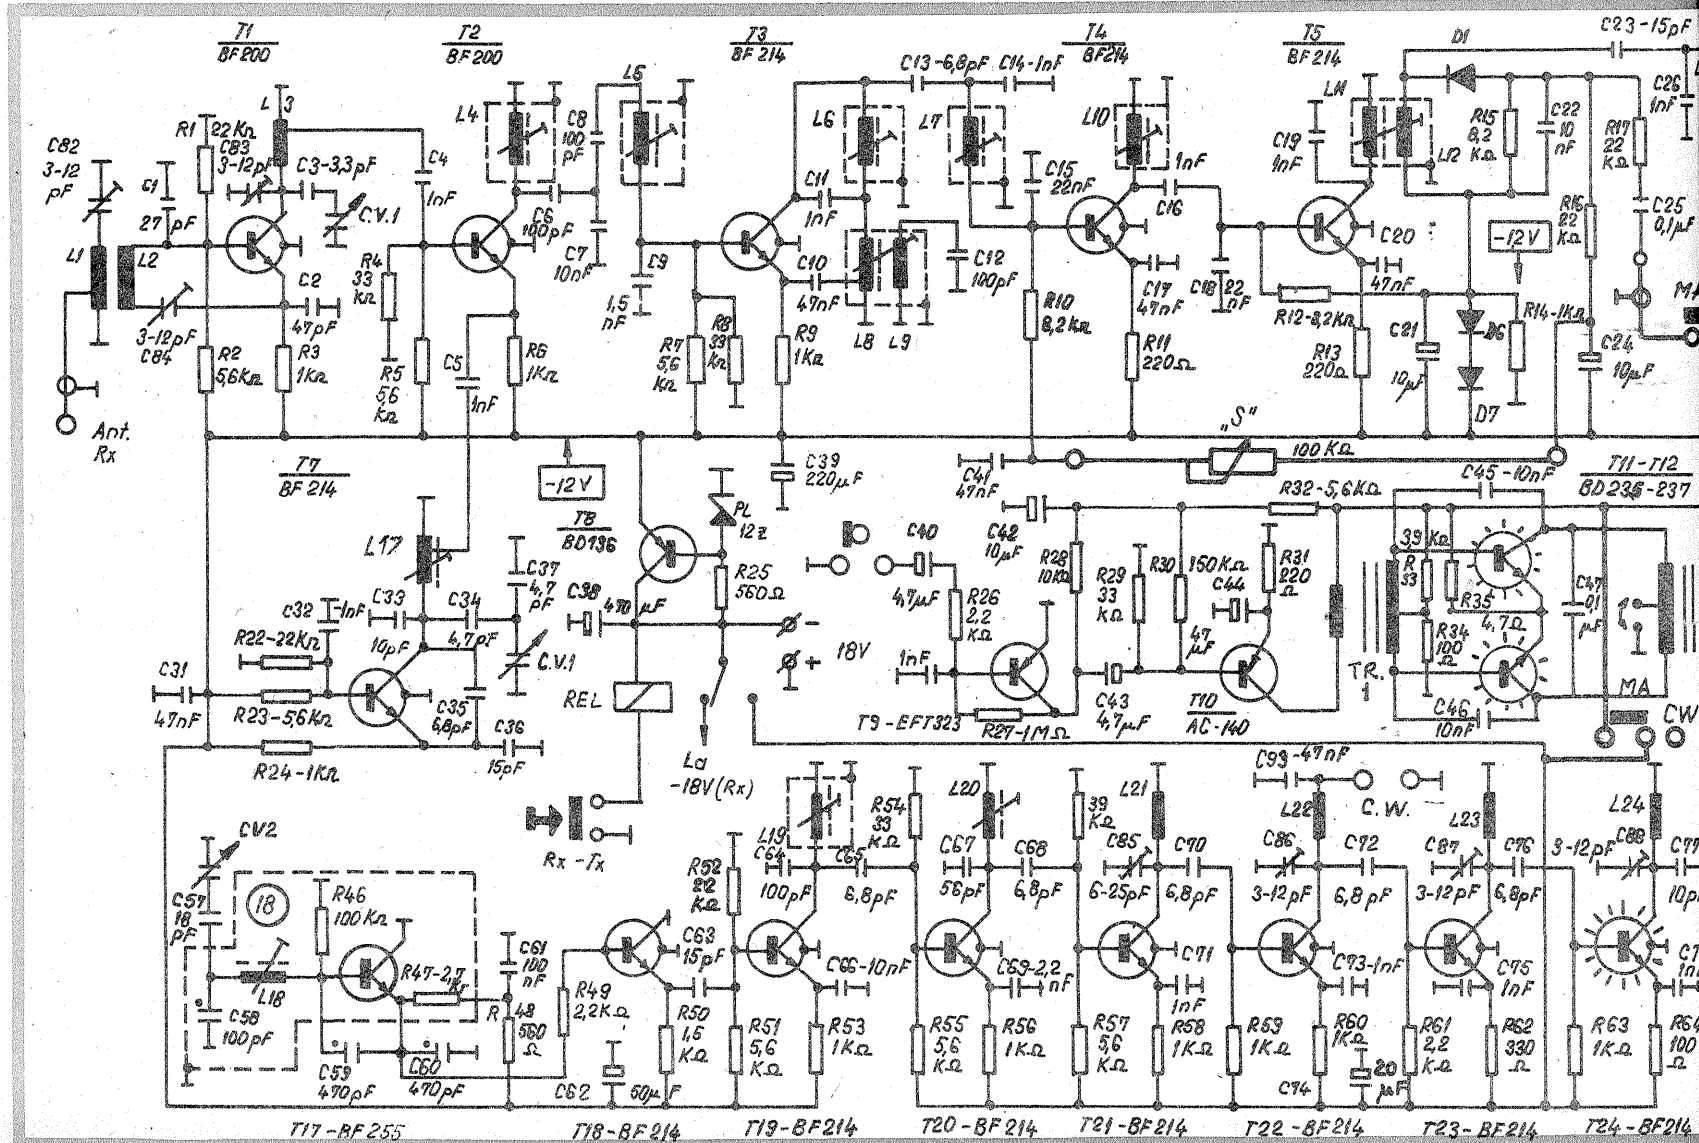 T1
BF200
T2
BF200
T3
BF214
T4
BF214
T5
BF214
D1
C23-15pF
C82
3-12
pF
C1
27 pF
R1
22KΩ
C83
3-12pF
L 3
C3-3,3pF
C.V.1
C4
1nF
L1
L2
C2
47pF
3-12pF
C84
R2
5,6KΩ
R3
1KΩ
Ant.
Rx
R4
33
KΩ
R5
5,6
KΩ
L4
C8
100
pF
C6
100pF
C7
10nF
C5
1nF
R6
1KΩ
L5
C9
1,5
nF
R7
5,6
KΩ
R8
33
KΩ
C13-6,8pF
C14-1nF
L6
L7
C11
1nF
C10
47nF
C12
100pF
R9
1KΩ
L8
L9
L10
C15
22nF
1nF
C16
C17
47nF
C18
22
nF
R10
8,2KΩ
R11
220Ω
L11
L12
C19
1nF
R15
8,2
KΩ
C22
10
nF
C26
1nF
R17
22
KΩ
R16
22
KΩ
C25
0,1µF
C20
47nF
-12V
R12-8,2KΩ
R13
220Ω
C21
10µF
D6
D7
R14-1KΩ
C24
10µF
MA
"S"
100KΩ
T7
BF214
-12V
C39
220µF
C41
47nF
C45-10nF
T11-T12
BD235-237
L17
T8
BD136
PL
12z
R25
560Ω
C40
4,7µF
C42
10µF
R32-5,6KΩ
C32
1nF
C33
10pF
C34
4,7pF
C37
4,7
pF
C.V.1
C38
470µF
R22-22KΩ
R23-5,6KΩ
C31
47nF
C35
6,8pF
C36
15pF
R24-1KΩ
REL
18V
La
-18V(Rx)
Rx-Tx
R26
2,2
KΩ
1nF
T9-EFT323
R27-1MΩ
R28
10KΩ
R29
33
KΩ
R30
150KΩ
C44
47
µF
R31
220
Ω
C43
4,7µF
T10
AC-140
39KΩ
R
33
R35
4,7Ω
R34
100
Ω
TR.
1
C46
10nF
C47
0,1
µF
MA
CW
CV2
C57
18
pF
18
R46
100KΩ
L18
C58
100pF
R47-2,7
C59
470pF
C60
470pF
C61
100
nF
R 48
560
Ω
R49
2,2KΩ
C62
50µF
C63
15pF
R50
1,5
KΩ
R52
22
KΩ
R51
5,6
KΩ
L19
C64
100pF
C65
6,8pF
C66-10nF
R53
1KΩ
R54
33
KΩ
L20
C67
56pF
C68
6,8pF
C69-2,2
nF
R55
5,6
KΩ
R56
1KΩ
39
KΩ
L21
C85
6-25pF
C70
6,8pF
C71
1nF
R57
5,6
KΩ
R58
1KΩ
C93-47nF
L22
C.W.
C86
3-12pF
C72
6,8pF
C73-1nF
R59
1KΩ
R60
1KΩ
C74
20
µF
L23
C87
3-12pF
C76
6,8pF
C75
1nF
R61
2,2
KΩ
R62
330
Ω
L24
3-12pF
C88
C77
R63
1KΩ
R64
100
Ω
T17-BF255
T18-BF214
T19-BF214
T20-BF214
T21-BF214
T22-BF214
T23-BF214
T24-BF214